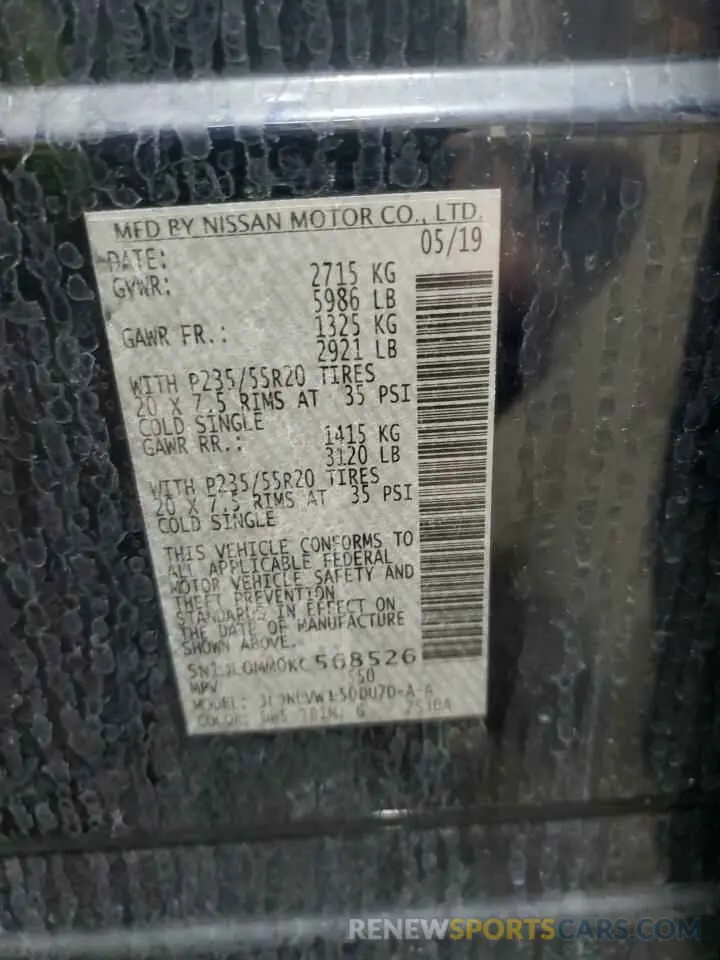 MFD BY NISSAN MOTOR CO., LTD.
DATE: 05/19
GVWR: 2715 KG
5986 LB
GAWR FR.: 1325 KG
2921 LB
WITH P235/55R20 TIRES
20 X 7.5 RIMS AT 35 PSI
COLD SINGLE
GAWR RR.: 1415 KG
3120 LB
WITH P235/55R20 TIRES
20 X 7.5 RIMS AT 35 PSI
COLD SINGLE
THIS VEHICLE CONFORMS TO
ALL APPLICABLE FEDERAL
MOTOR VEHICLE SAFETY AND
THEFT PREVENTION
STANDARDS IN EFFECT ON
THE DATE OF MANUFACTURE
SHOWN ABOVE.
568526
MPV
MODEL:
COLOR:
RENEWSPORTSCARS.COM